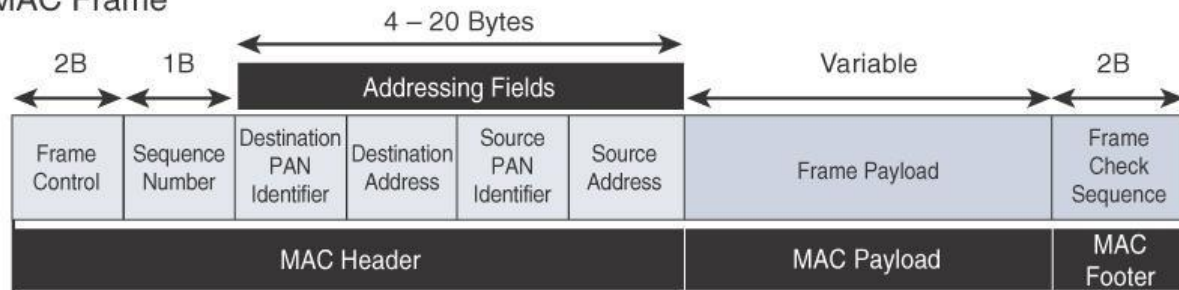 MAC Frame
4 – 20 Bytes
2B
1B
Addressing Fields
Variable
2B
Frame
Control
Sequence
Number
Destination
PAN
Identifier
Destination
Address
Source
PAN
Identifier
Source
Address
Frame Payload
Frame
Check
Sequence
MAC Header
MAC Payload
MAC
Footer